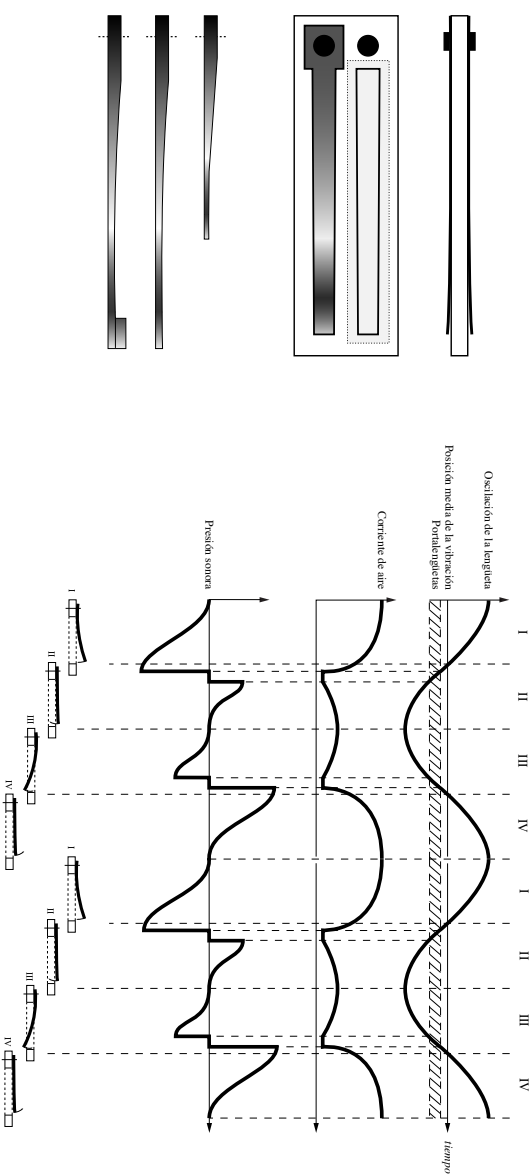 I
II
III
IV
I
II
III
IV
Oscilación de la lengüeta
Posición media de la vibración
Portalengüetas
tiempo
Corriente de aire
Presión sonora
I
II
III
IV
I
II
III
IV